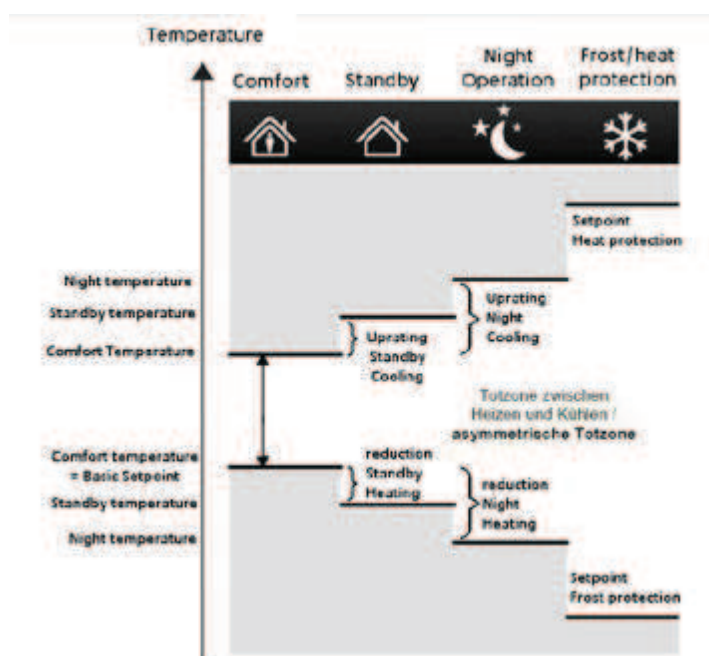 Temperature
Comfort
Standby
Night
Operation
Frost/heat
protection
Setpoint
Heat protection
Night temperature
Standby temperature
Comfort Temperature
Uprating
Standby
Cooling
Uprating
Night
Cooling
Totzone zwischen
Heizen und Kühlen /
asymmetrische Totzone
Comfort temperature
= Basic Setpoint
Standby temperature
Night temperature
reduction
Standby
Heating
reduction
Night
Heating
Setpoint
Frost protection